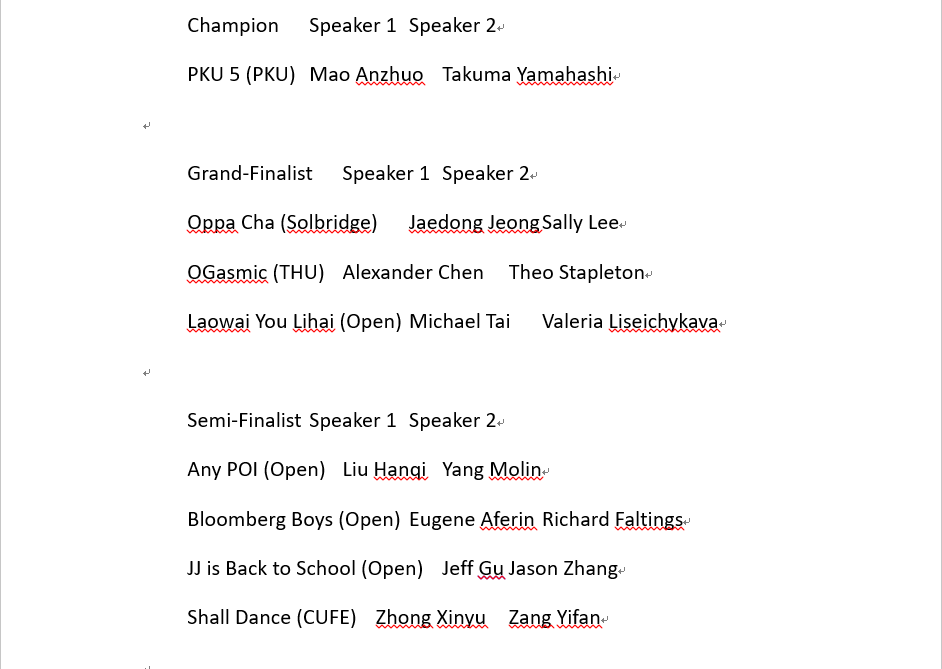 Champion Speaker 1 Speaker 2
PKU 5 (PKU) Mao Anzhuo Takuma Yamahashi
Grand-Finalist Speaker 1 Speaker 2
Oppa Cha (Solbridge) Jaedong Jeong Sally Lee
OGasmic (THU) Alexander Chen Theo Stapleton
Laowai You Lihai (Open) Michael Tai Valeria Liseichykava
Semi-Finalist Speaker 1 Speaker 2
Any POI (Open) Liu Hanqi Yang Molin
Bloomberg Boys (Open) Eugene Aferin Richard Faltings
JJ is Back to School (Open) Jeff Gu Jason Zhang
Shall Dance (CUFE) Zhong Xinyu Zang Yifan